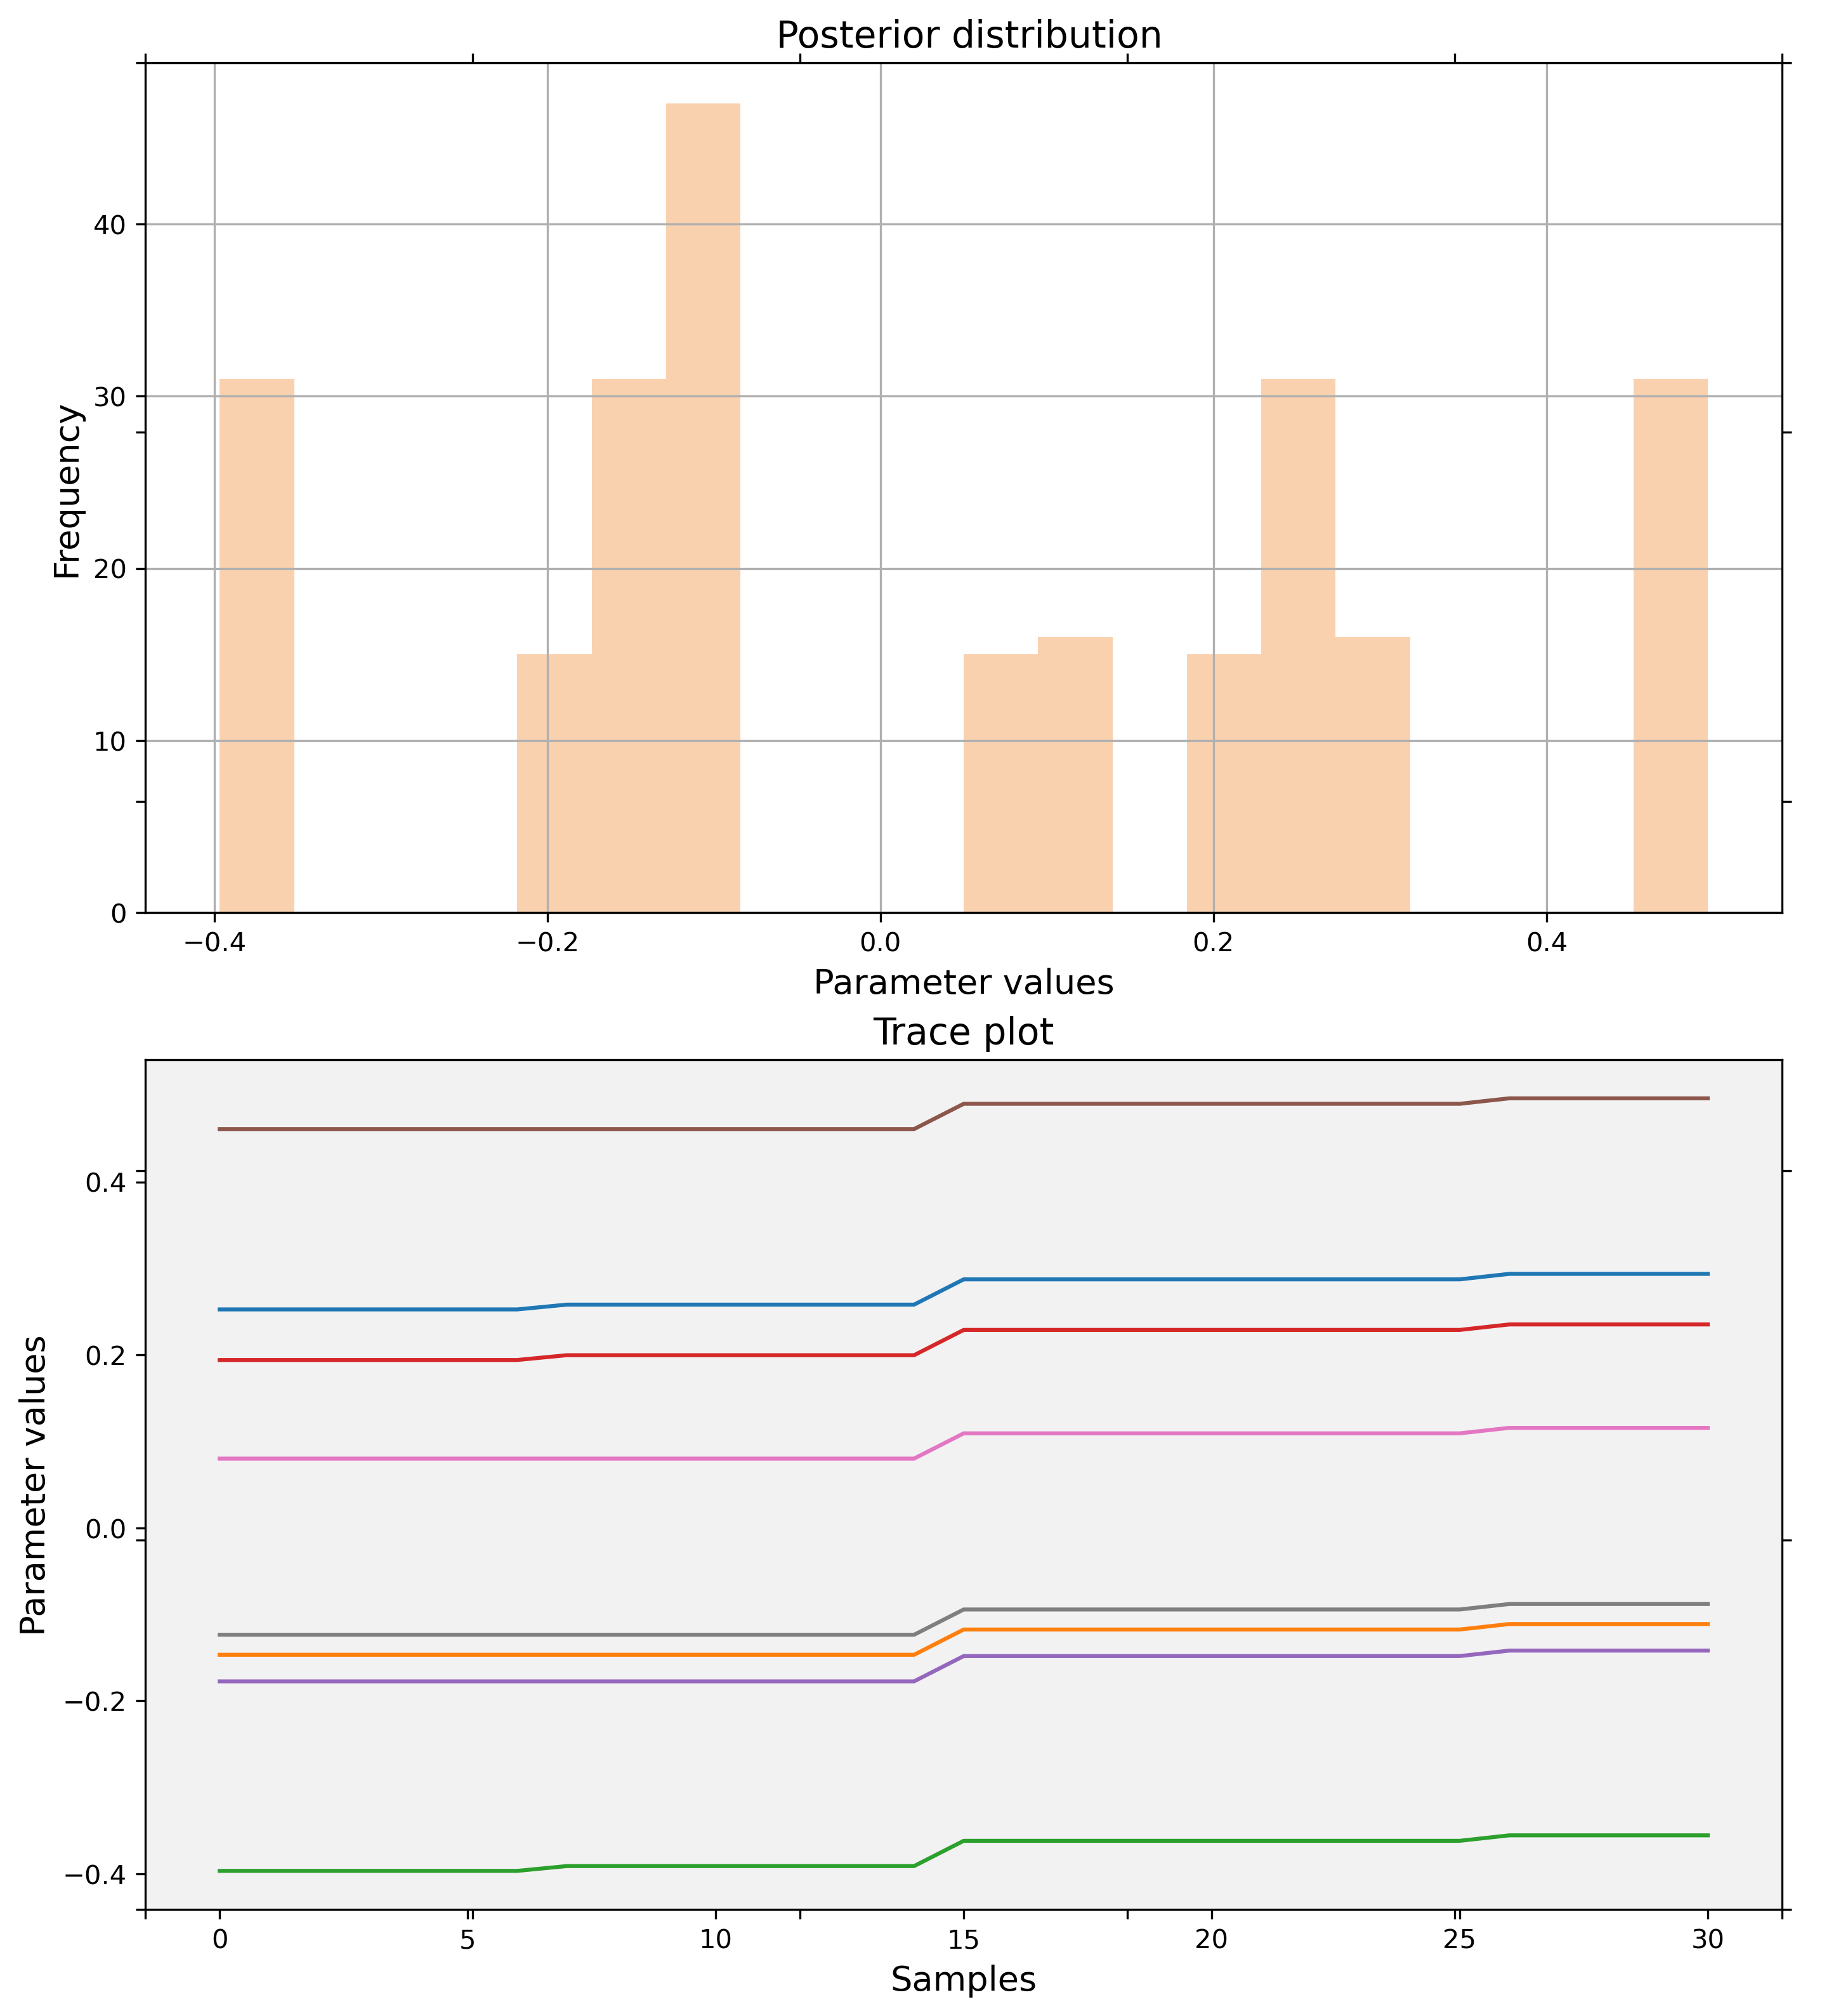 Posterior distribution
40
30
20
10
0
Frequency
−0.4 −0.2 0.0 0.2 0.4
Parameter values
Trace plot
0.4
0.2
0.0
−0.2
−0.4
Parameter values
0 5 10 15 20 25 30
Samples